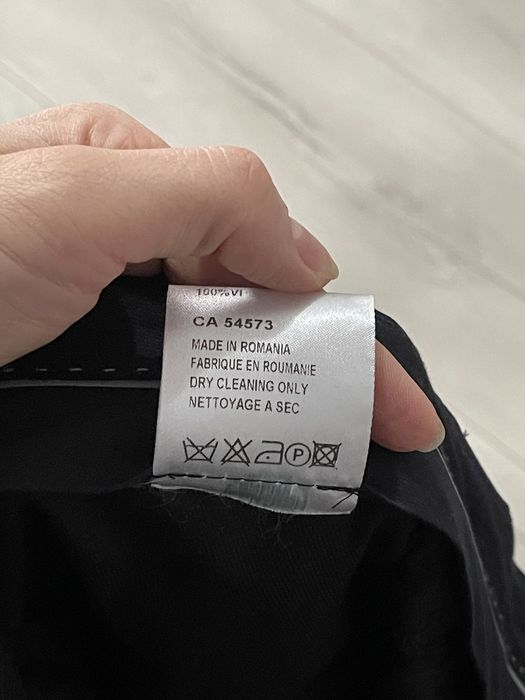 100%VI
CA 54573
MADE IN ROMANIA
FABRIQUE EN ROUMANIE
DRY CLEANING ONLY
NETTOYAGE A SEC
P